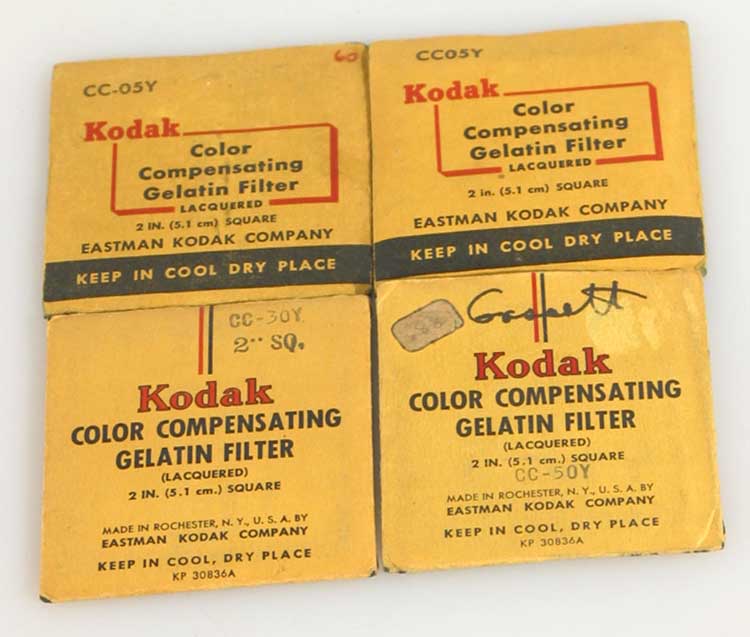 CC-05Y
60
Kodak
Color
Compensating
Gelatin Filter
LACQUERED
2 IN. (5.1 cm) SQUARE
EASTMAN KODAK COMPANY
KEEP IN COOL DRY PLACE
CC05Y
Kodak
Color
Compensating
Gelatin Filter
LACQUERED
2 in. (5.1 cm) SQUARE
EASTMAN KODAK COMPANY
KEEP IN COOL DRY PLACE
CC-30Y
2" SQ.
Kodak
COLOR COMPENSATING
GELATIN FILTER
(LACQUERED)
2 IN. (5.1 cm.) SQUARE
MADE IN ROCHESTER, N. Y., U. S. A. BY
EASTMAN KODAK COMPANY
KEEP IN COOL, DRY PLACE
KP 30836A
Kodak
COLOR COMPENSATING
GELATIN FILTER
(LACQUERED)
2 IN. (5.1 cm.) SQUARE
CC-50Y
MADE IN ROCHESTER, N. Y., U. S. A. BY
EASTMAN KODAK COMPANY
KEEP IN COOL, DRY PLACE
KP 30836A